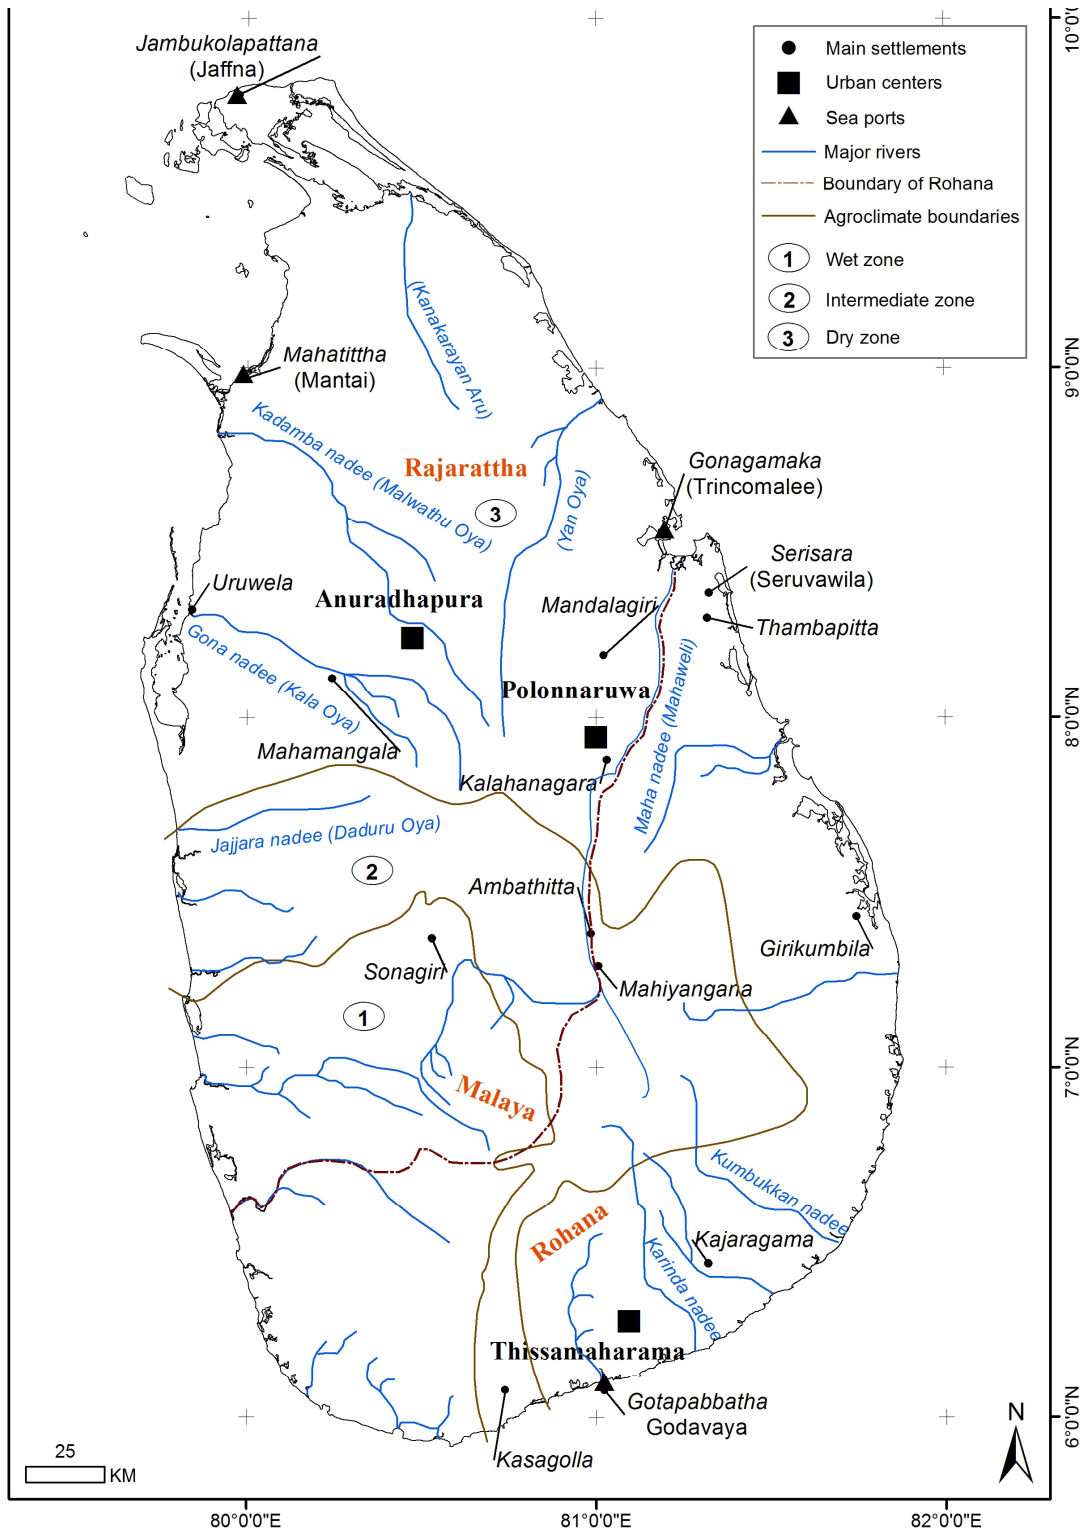 Jambukolapattana
(Jaffna)
Main settlements
Urban centers
Sea ports
Major rivers
Boundary of Rohana
Agroclimate boundaries
1 Wet zone
2 Intermediate zone
3 Dry zone
10°0'0"N
(Kanakarayan Aru)
Mahatittha
(Mantai)
9°0'0"N
Kadamba nadee (Malwathu Oya)
Rajarattha
3
(Yan Oya)
Gonagamaka
(Trincomalee)
Serisara
(Seruvawila)
Uruwela
Anuradhapura
Mandalagiri
Thambapitta
Gona nadee (Kala Oya)
Polonnaruwa
Maha nadee (Mahaweli)
8°0'0"N
Mahamangala
Kalahanagara
Jajjara nadee (Daduru Oya)
2
Ambathitta
Girikumbila
Sonagiri
Mahiyangana
1
7°0'0"N
Malaya
Kumbukkan nadee
Rohana
Kajaragama
Karinda nadee
Thissamaharama
Gotapabbatha
Godavaya
6°0'0"N
N
Kasagolla
25
KM
80°0'0"E
81°0'0"E
82°0'0"E